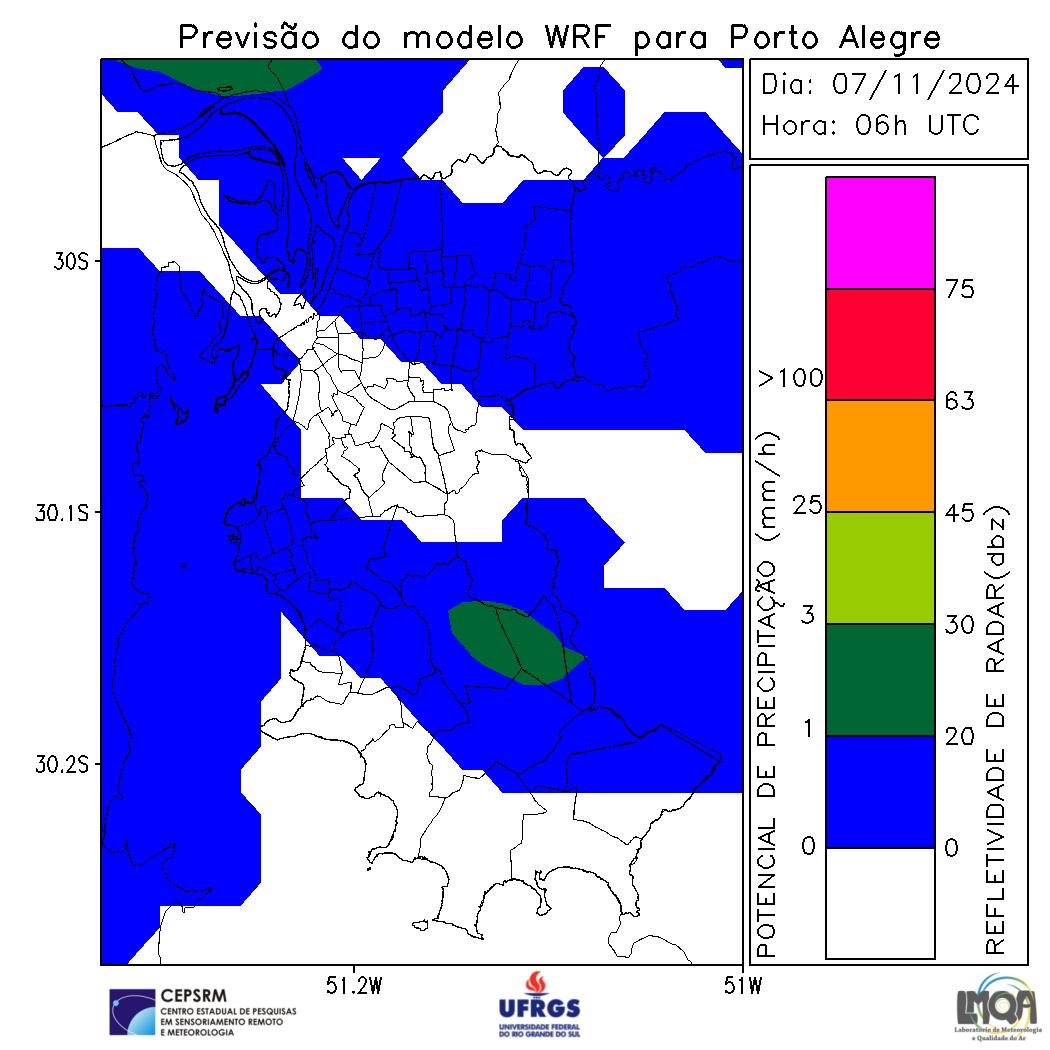 Previsão do modelo WRF para Porto Alegre
Dia: 07/11/2024
Hora: 06h UTC
30S
30.1S
30.2S
51.2W
51W
POTENCIAL DE PRECIPITAÇÃO (mm/h)
>100
25
3
1
0
75
63
45
30
20
0
REFLETIVIDADE DE RADAR(dbz)
CEPSRM
CENTRO ESTADUAL DE PESQUISAS
EM SENSORIAMENTO REMOTO
E METEOROLOGIA
UFRGS
UNIVERSIDADE FEDERAL
DO RIO GRANDE DO SUL
LMQA
Laboratório de Meteorologia
e Qualidade do Ar